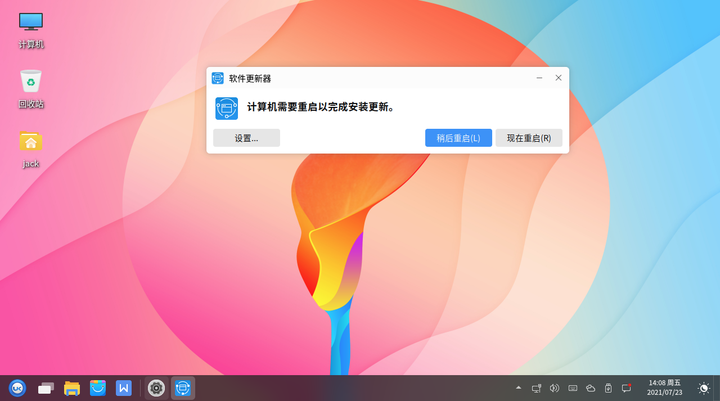 计算机
回收站
jack
软件更新器
计算机需要重启以完成安装更新。
设置...
稍后重启(L)
现在重启(R)
14:08 周五
2021/07/23